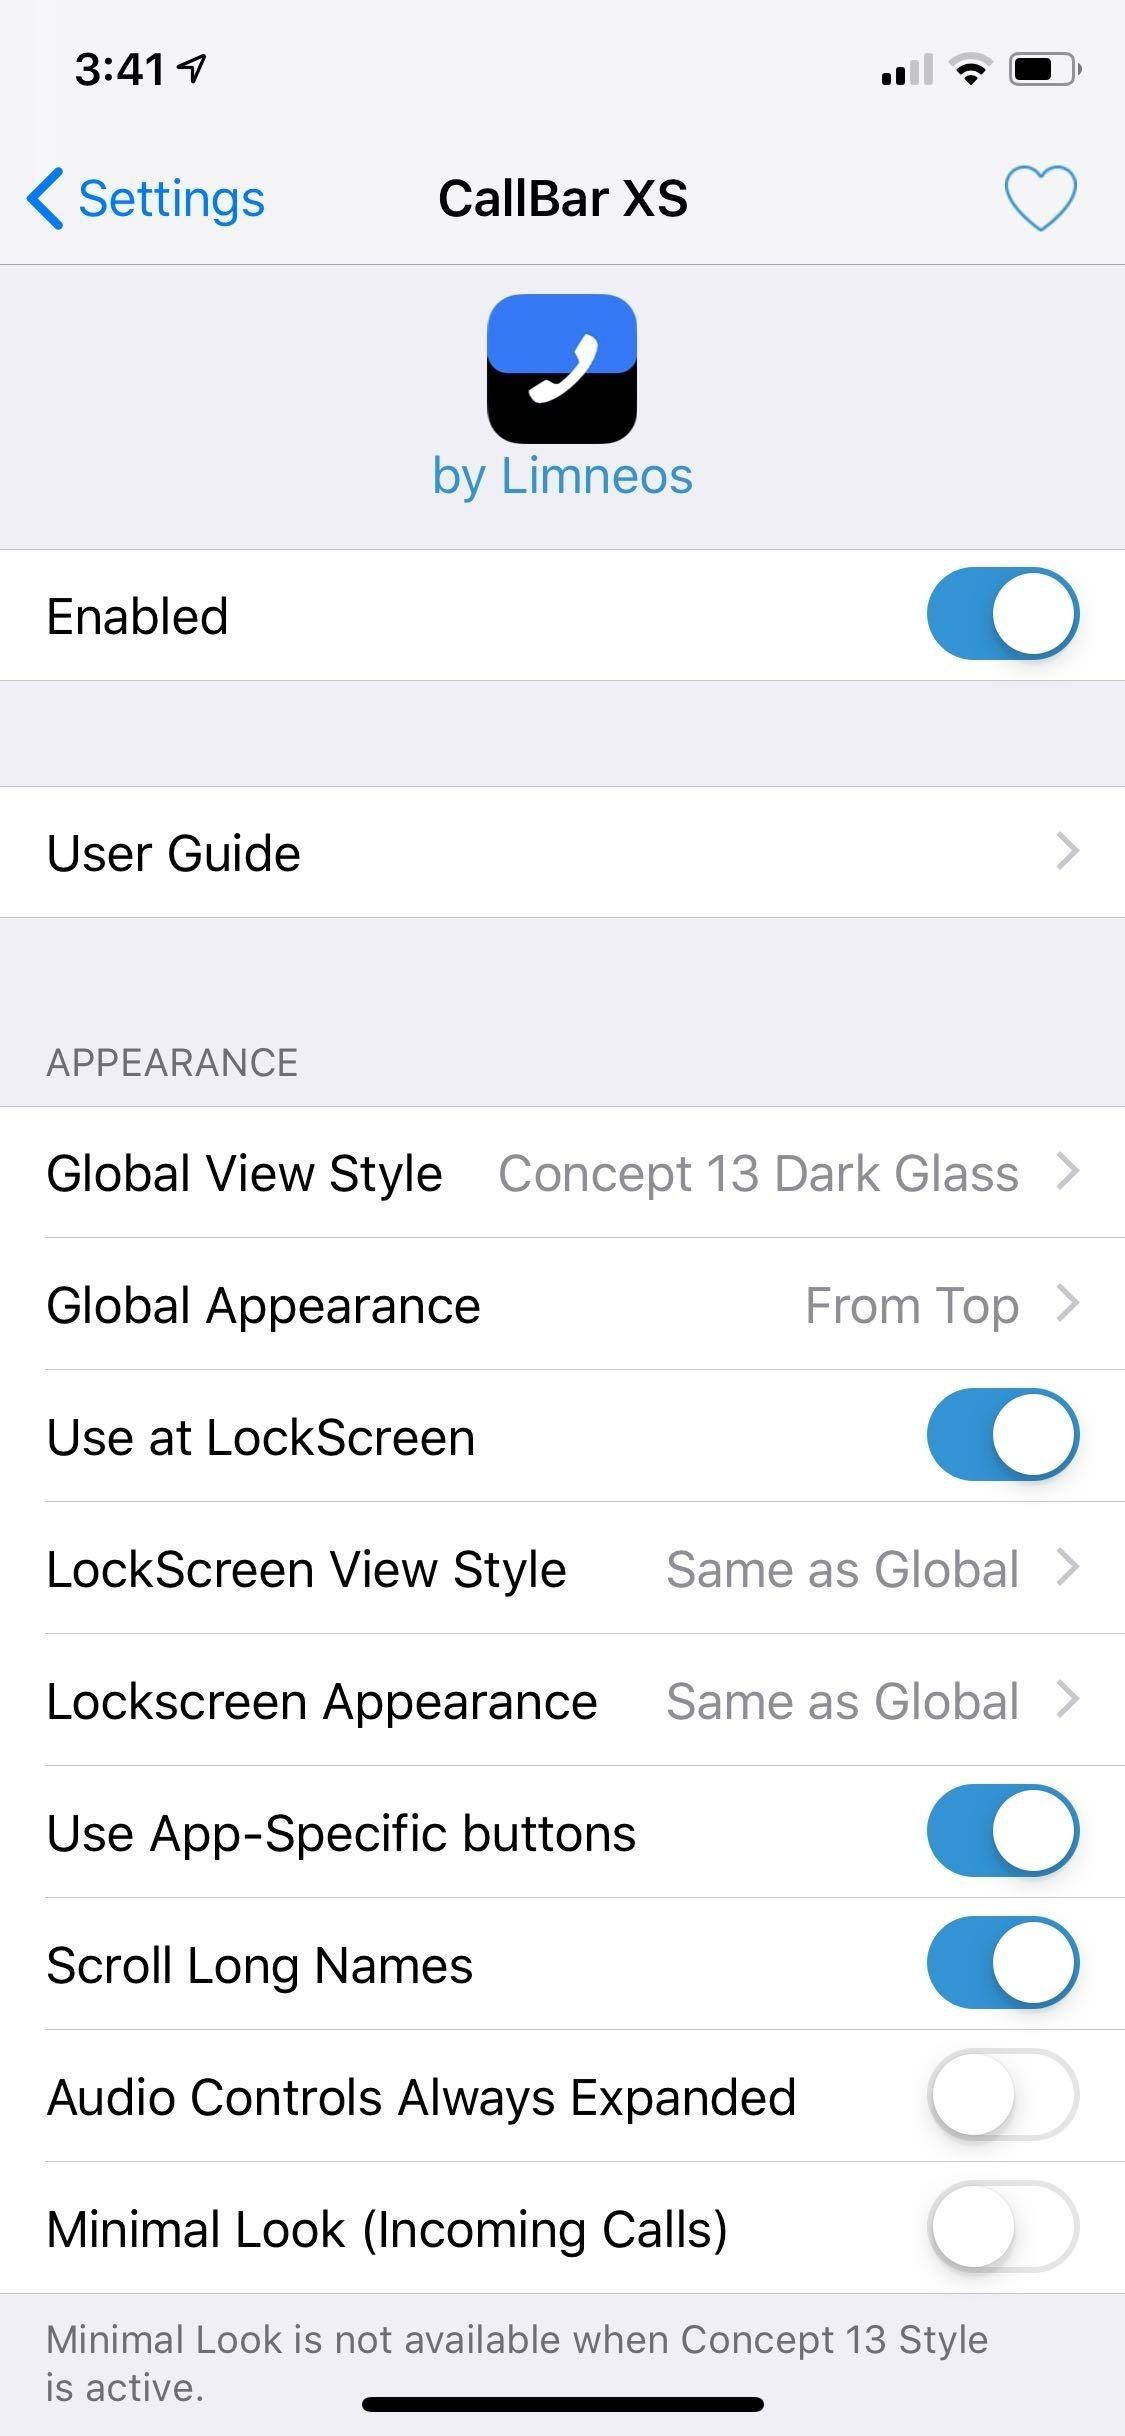 3:41
Settings
CallBar XS
by Limneos
Enabled
User Guide
APPEARANCE
Global View Style Concept 13 Dark Glass
Global Appearance From Top
Use at LockScreen
LockScreen View Style Same as Global
Lockscreen Appearance Same as Global
Use App-Specific buttons
Scroll Long Names
Audio Controls Always Expanded
Minimal Look (Incoming Calls)
Minimal Look is not available when Concept 13 Style
is active.